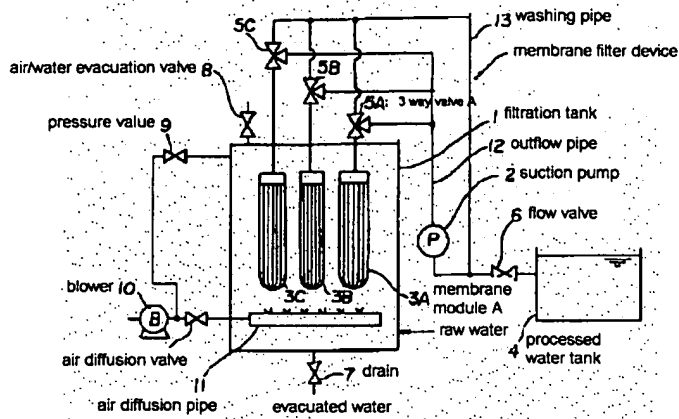 5C
13 washing pipe
membrane filter device
air/water evacuation valve 8
5B
5A: 3 way valve A
pressure value 9
1 filtration tank
12 outflow pipe
2 suction pump
P
6 flow valve
3C
3B
3A
membrane
module A
blower 10
B
raw water
4 processed
water tank
air diffusion valve
11
7 drain
air diffusion pipe
evacuated water